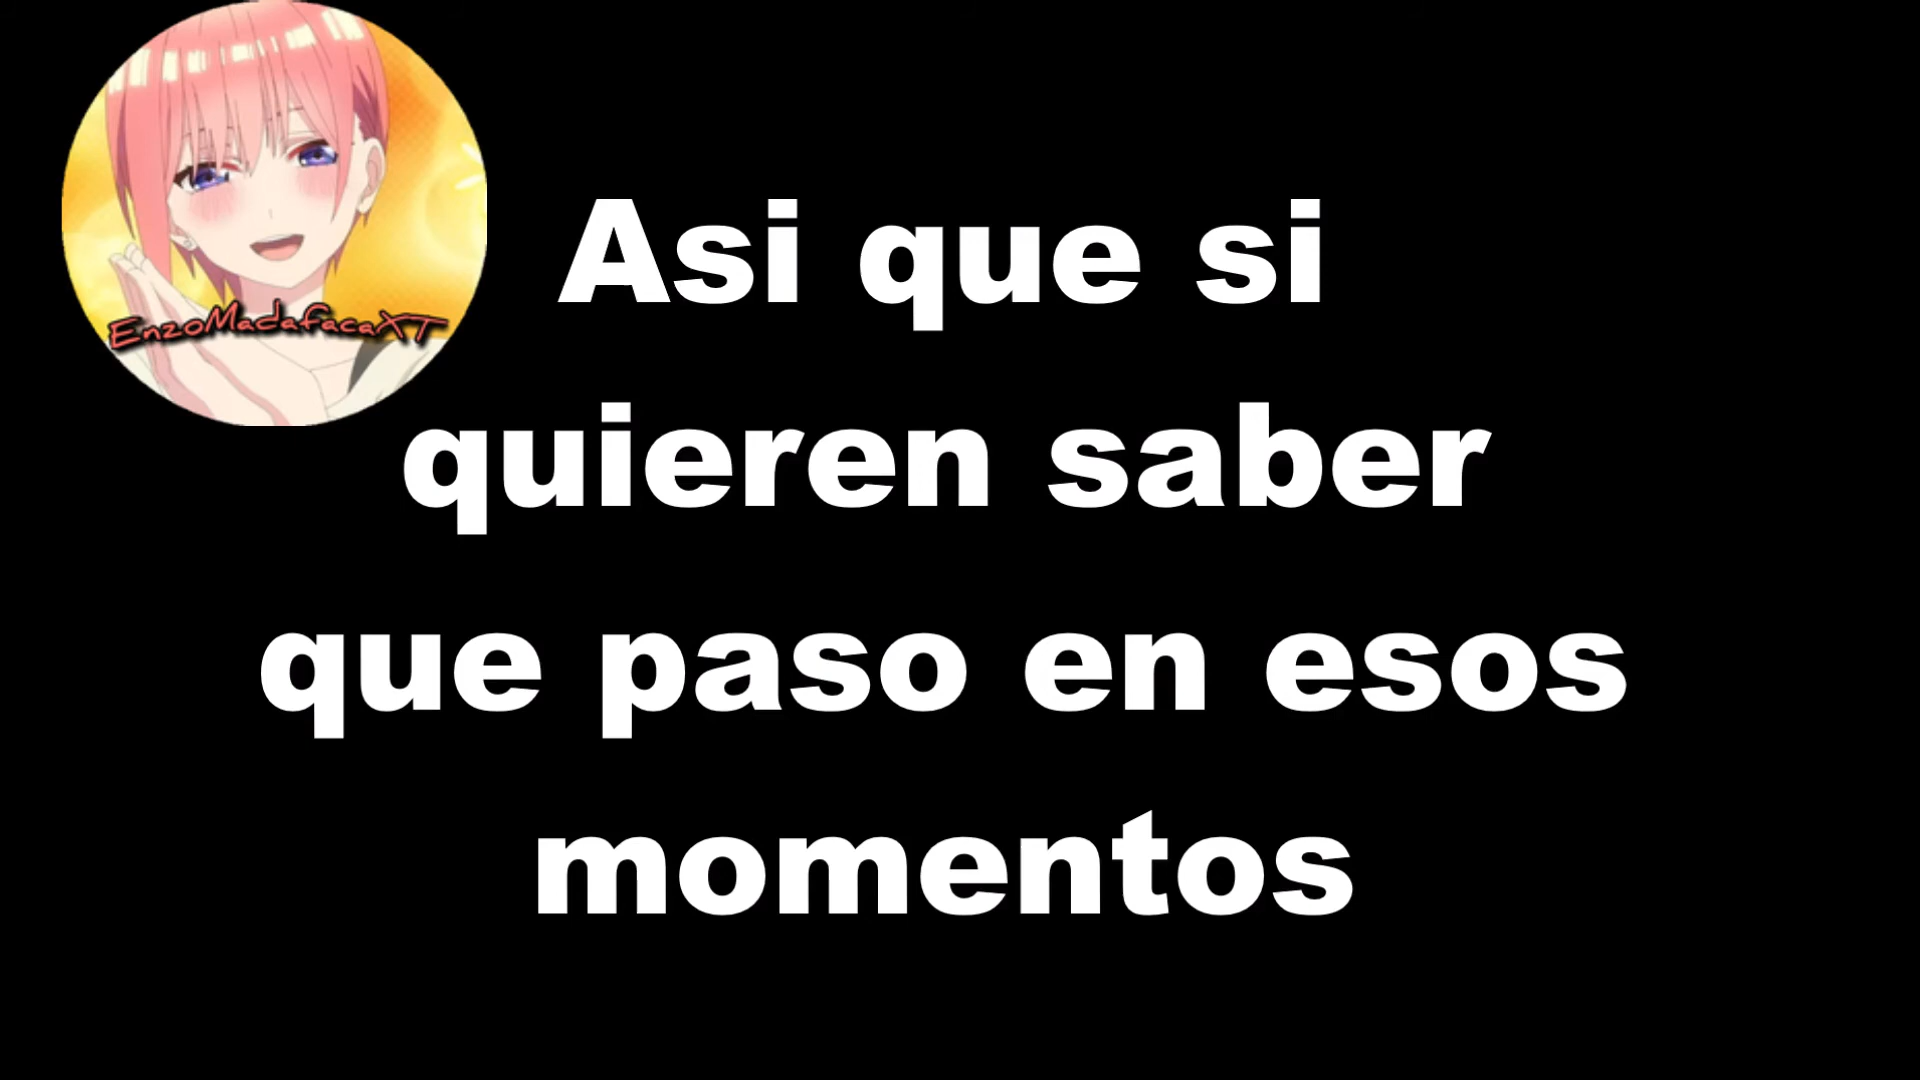 EnzoMadafacaXT
Asi que si
quieren saber
que paso en esos
momentos